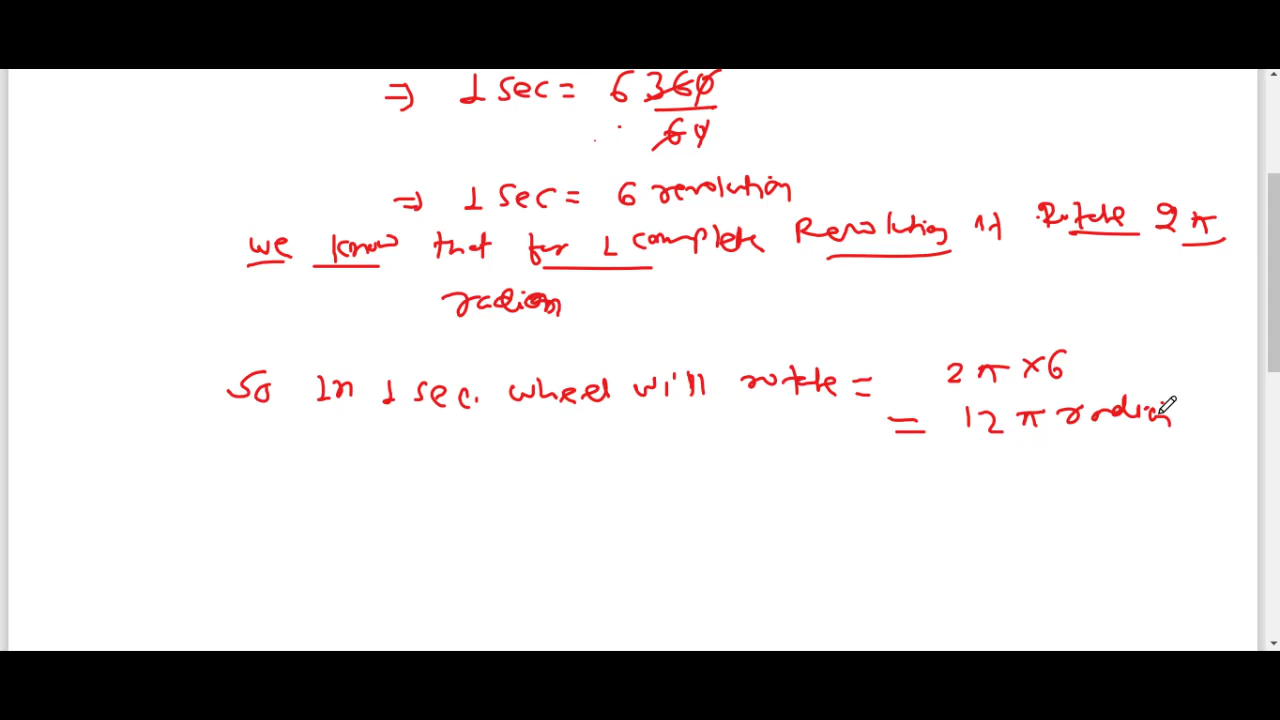 ⇒ 1 sec = 6 360/60
⇒ 1 sec = 6 revolution
we know that for 1 complete Revolution it Rotate 2π
radian
So in 1 sec. wheel will rotate = 2π×6
= 12π radian